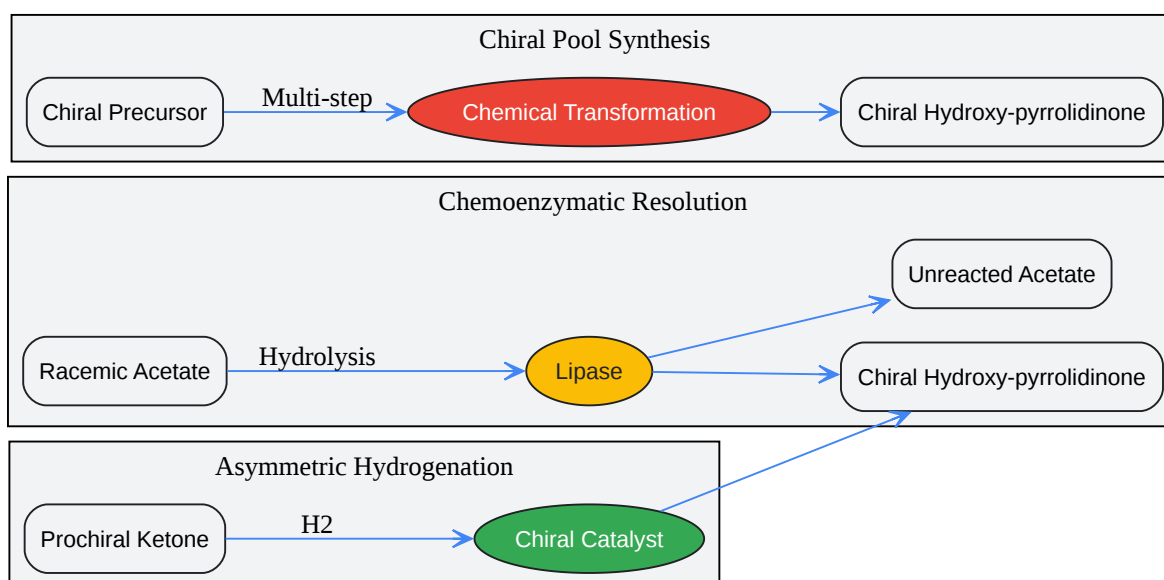 Chiral Pool Synthesis
Chiral Precursor
Multi-step
Chemical Transformation
Chiral Hydroxy-pyrrolidinone
Chemoenzymatic Resolution
Unreacted Acetate
Racemic Acetate
Hydrolysis
Lipase
Chiral Hydroxy-pyrrolidinone
Asymmetric Hydrogenation
Prochiral Ketone
H2
Chiral Catalyst